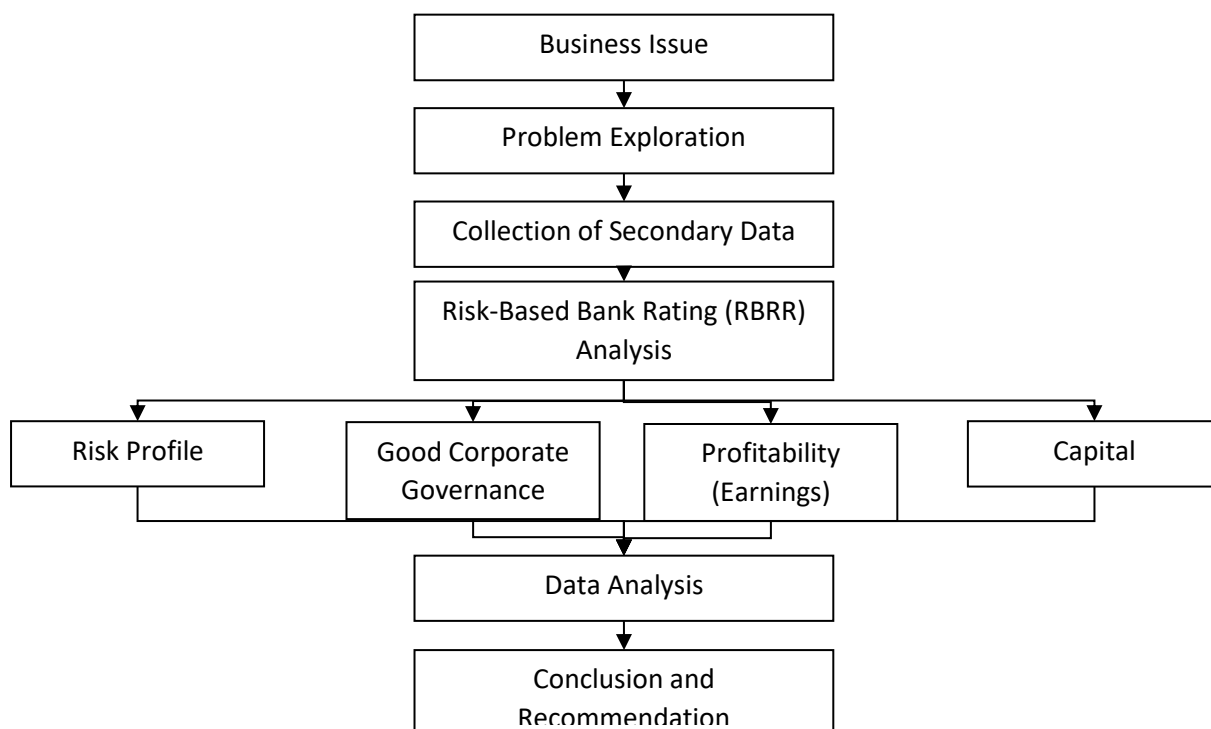 Business Issue
Problem Exploration
Collection of Secondary Data
Risk-Based Bank Rating (RBRR)
Analysis
Risk Profile
Good Corporate
Governance
Profitability
(Earnings)
Capital
Data Analysis
Conclusion and
Recommendation